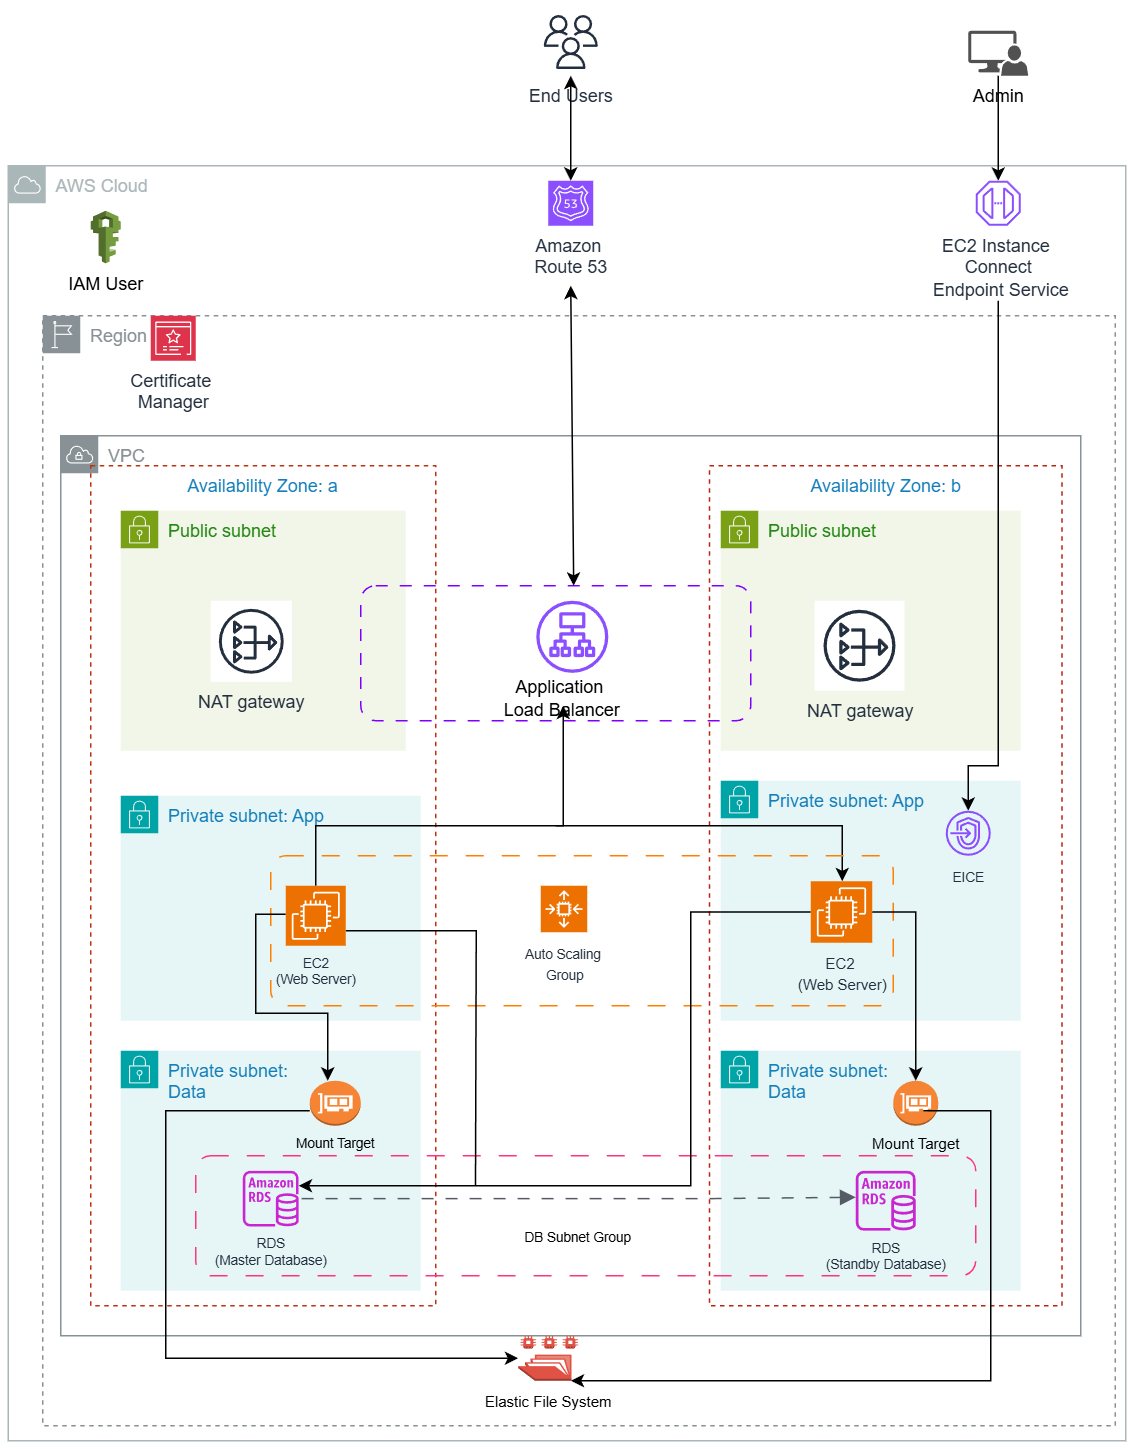 End Users
Admin
AWS Cloud
53
IAM User
Amazon
Route 53
EC2 Instance
Connect
Endpoint Service
Region
Certificate
Manager
VPC
Availability Zone: a
Availability Zone: b
Public subnet
Public subnet
NAT gateway
Application
Load Balancer
NAT gateway
Private subnet: App
Private subnet: App
EICE
EC2
(Web Server)
Auto Scaling
Group
EC2
(Web Server)
Private subnet:
Data
Private subnet:
Data
Mount Target
Mount Target
Amazon
RDS
RDS
(Master Database)
DB Subnet Group
Amazon
RDS
RDS
(Standby Database)
Elastic File System